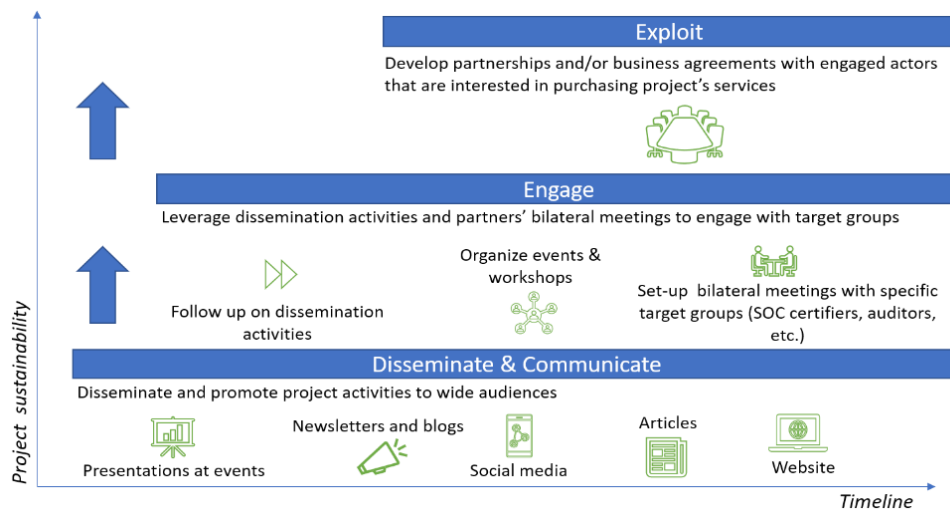 Exploit
Develop partnerships and/or business agreements with engaged actors
that are interested in purchasing project's services
Engage
Leverage dissemination activities and partners' bilateral meetings to engage with target groups
Follow up on dissemination
activities
Organize events &
workshops
Set-up bilateral meetings with specific
target groups (SOC certifiers, auditors,
etc.)
Disseminate & Communicate
Disseminate and promote project activities to wide audiences
Presentations at events
Newsletters and blogs
Social media
Articles
Website
Project sustainability
Timeline